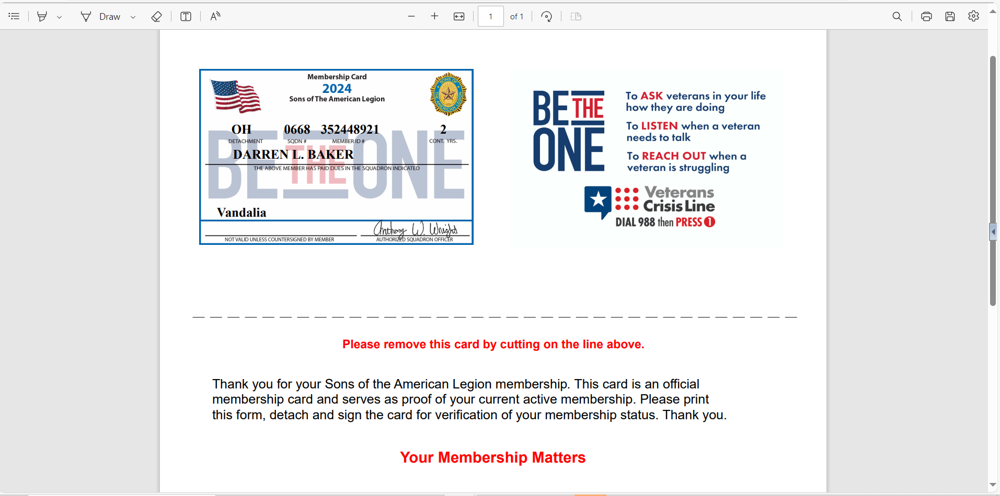 Draw
1 of 1
Membership Card
2024
Sons of The American Legion
SONS OF THE AMERICAN LEGION
OH 0668 352448921 2
DETACHMENT SQDN # MEMBER ID # CONT. YRS.
DARREN L. BAKER
THE ABOVE MEMBER HAS PAID DUES IN THE SQUADRON INDICATED
BE THE ONE
Vandalia
Anthony W. Wright
NOT VALID UNLESS COUNTERSIGNED BY MEMBER AUTHORIZED SQUADRON OFFICER
BE THE
ONE
To ASK veterans in your life
how they are doing
To LISTEN when a veteran
needs to talk
To REACH OUT when a
veteran is struggling
Veterans
Crisis Line
DIAL 988 then PRESS 1
Please remove this card by cutting on the line above.
Thank you for your Sons of the American Legion membership. This card is an official
membership card and serves as proof of your current active membership. Please print
this form, detach and sign the card for verification of your membership status. Thank you.
Your Membership Matters